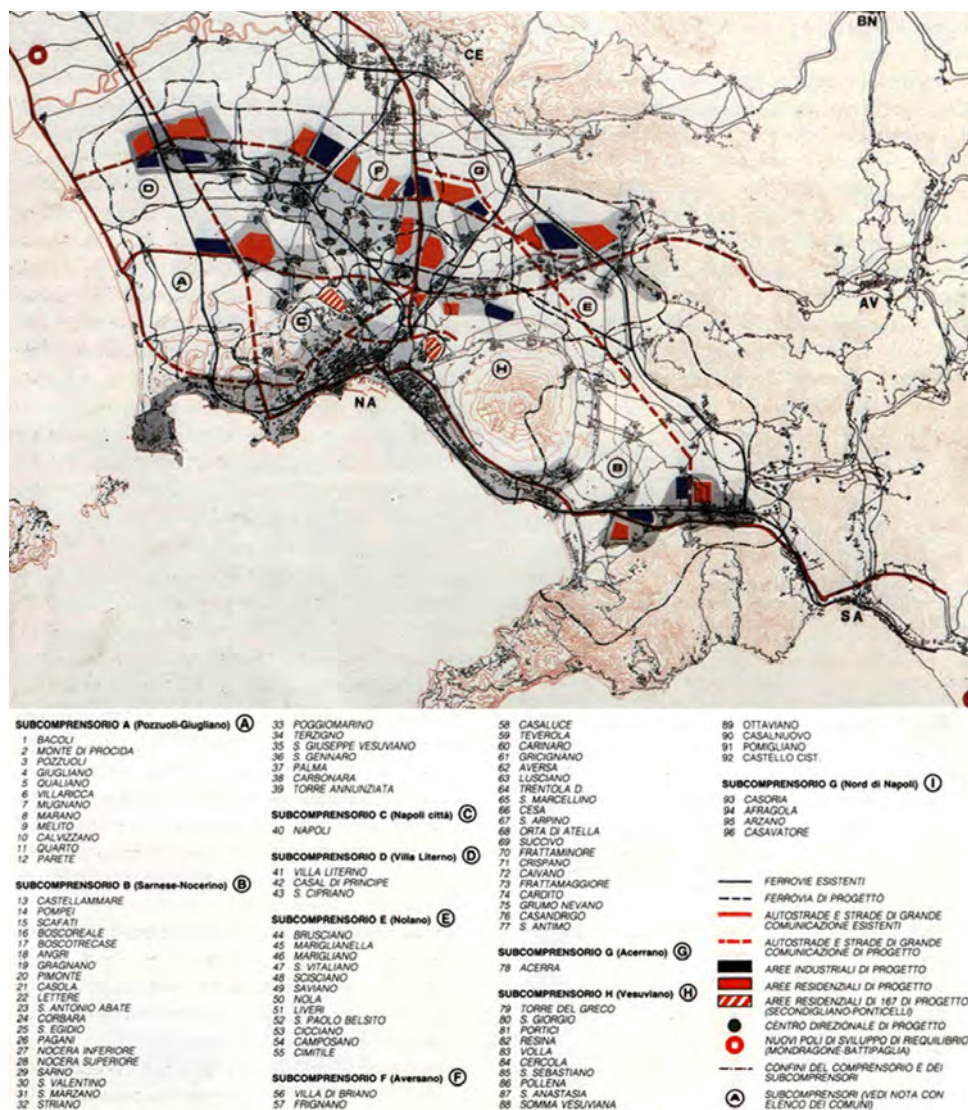 CE
BN
D
F
G
A
C
E
AV
H
NA
B
SA
SUBCOMPRENSORIO A (Pozzuoli-Giugliano) A
1 BACOLI
2 MONTE DI PROCIDA
3 POZZUOLI
4 GIUGLIANO
5 QUALIANO
6 VILLARICCA
7 MUGNANO
8 MARANO
9 MELITO
10 CALVIZZANO
11 QUARTO
12 PARETE
SUBCOMPRENSORIO B (Sarnese-Nocerino) B
13 CASTELLAMMARE
14 POMPEI
15 SCAFATI
16 BOSCOREALE
17 BOSCOTRECASE
18 ANGRI
19 GRAGNANO
20 PIMONTE
21 CASOLA
22 LETTERE
23 S. ANTONIO ABATE
24 CORBARA
25 S. EGIDIO
26 PAGANI
27 NOCERA INFERIORE
28 NOCERA SUPERIORE
29 SARNO
30 S. VALENTINO
31 S. MARZANO
32 STRIANO
33 POGGIOMARINO
34 TERZIGNO
35 S. GIUSEPPE VESUVIANO
36 S. GENNARO
37 PALMA
38 CARBONARA
39 TORRE ANNUNZIATA
SUBCOMPRENSORIO C (Napoli città) C
40 NAPOLI
SUBCOMPRENSORIO D (Villa Literno) D
41 VILLA LITERNO
42 CASAL DI PRINCIPE
43 S. CIPRIANO
SUBCOMPRENSORIO E (Nolano) E
44 BRUSCIANO
45 MARIGLIANELLA
46 MARIGLIANO
47 S. VITALIANO
48 SCISCIANO
49 SAVIANO
50 NOLA
51 LIVERI
52 S. PAOLO BELSITO
53 CICCIANO
54 CAMPOSANO
55 CIMITILE
SUBCOMPRENSORIO F (Aversano) F
56 VILLA DI BRIANO
57 FRIGNANO
58 CASALUCE
59 TEVEROLA
60 CARINARO
61 GRICIGNANO
62 AVERSA
63 LUSCIANO
64 TRENTOLA D.
65 S. MARCELLINO
66 CESA
67 S. ARPINO
68 ORTA DI ATELLA
69 SUCCIVO
70 FRATTAMINORE
71 CRISPANO
72 CAIVANO
73 FRATTAMAGGIORE
74 CARDITO
75 GRUMO NEVANO
76 CASANDRIGO
77 S. ANTIMO
SUBCOMPRENSORIO G (Acerrano) G
78 ACERRA
SUBCOMPRENSORIO H (Vesuviano) H
79 TORRE DEL GRECO
80 S. GIORGIO
81 PORTICI
82 RESINA
83 VOLLA
84 CERCOLA
85 S. SEBASTIANO
86 POLLENA
87 S. ANASTASIA
88 SOMMA VESUVIANA
89 OTTAVIANO
90 CASALNUOVO
91 POMIGLIANO
92 CASTELLO CIST.
SUBCOMPRENSORIO G (Nord di Napoli) I
93 CASORIA
94 AFRAGOLA
95 ARZANO
96 CASAVATORE
FERROVIE ESISTENTI
FERROVIA DI PROGETTO
AUTOSTRADE E STRADE DI GRANDE
COMUNICAZIONE ESISTENTI
AUTOSTRADE E STRADE DI GRANDE
COMUNICAZIONE DI PROGETTO
AREE INDUSTRIALI DI PROGETTO
AREE RESIDENZIALI DI PROGETTO
AREE RESIDENZIALI DI 167 DI PROGETTO
(SECONDIGLIANO-PONTICELLI)
CENTRO DIREZIONALE DI PROGETTO
NUOVI POLI DI SVILUPPO DI RIEQUILIBRIO
(MONDRAGONE-BATTIPAGLIA)
CONFINI DEL COMPRENSORIO E DEI
SUBCOMPRENSORI
A SUBCOMPRENSORI (VEDI NOTA CON
ELENCO DEI COMUNI)